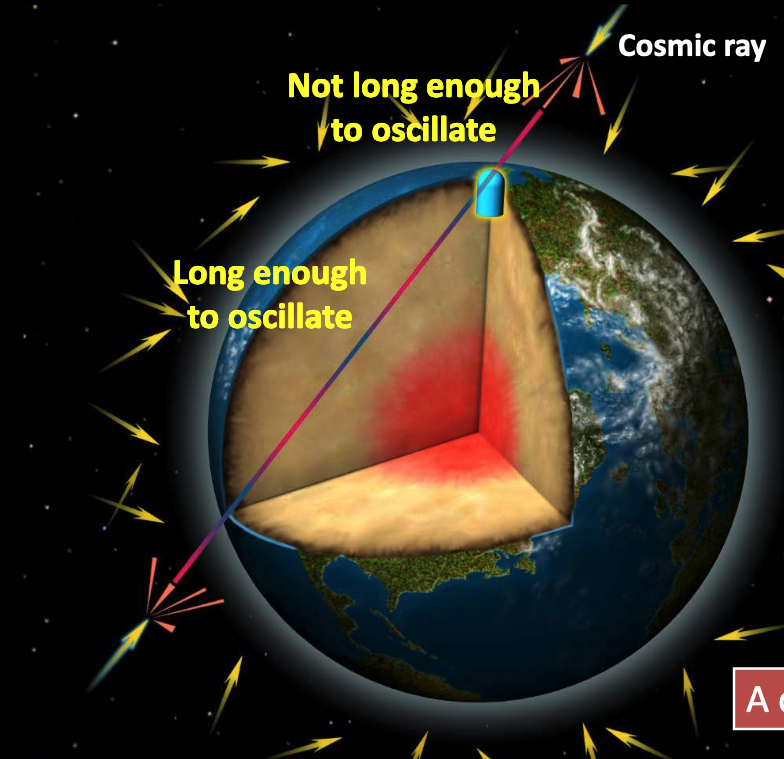 Cosmic ray
Not long enough
to oscillate
Long enough
to oscillate
A